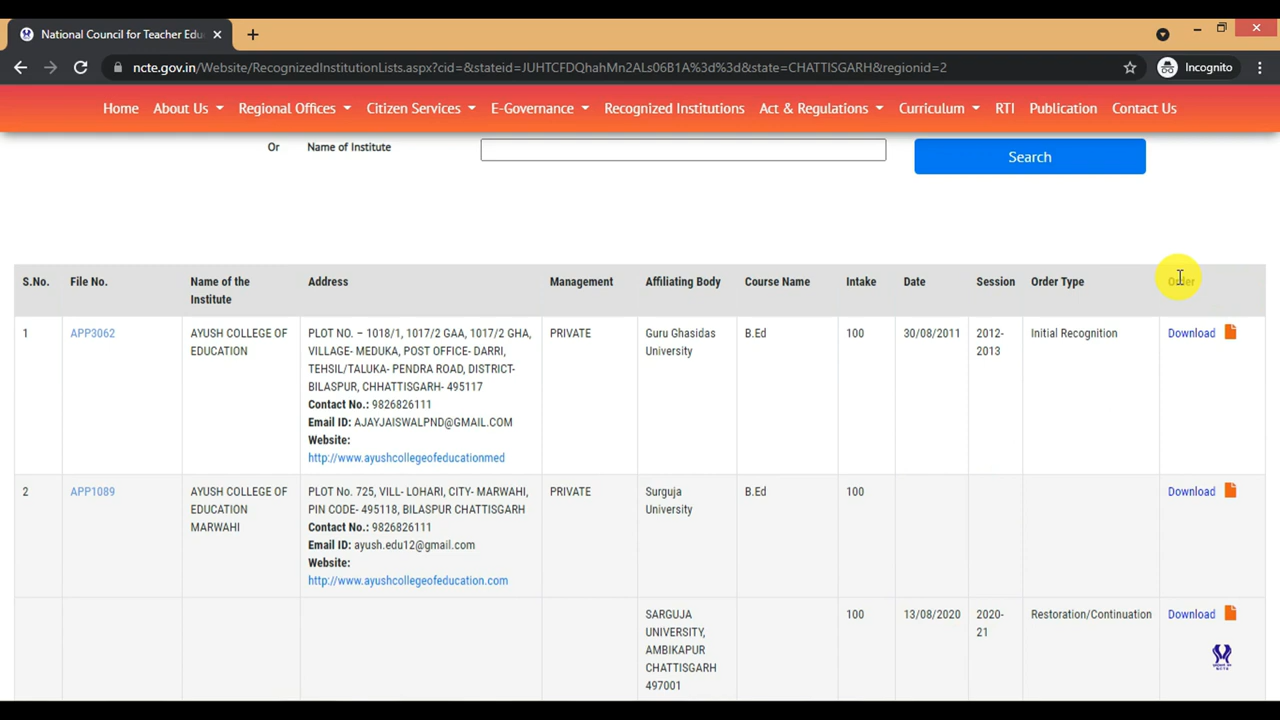 National Council for Teacher Edu
ncte.gov.in/Website/RecognizedInstitutionLists.aspx?cid=&stateid=JUHTCFDQhahMn2ALs06B1A%3d%3d&state=CHATTISGARH&regionid=2
Incognito
Home About Us Regional Offices Citizen Services E-Governance Recognized Institutions Act & Regulations Curriculum RTI Publication Contact Us
Or Name of Institute
Search
S.No. File No. Name of the Institute Address Management Affiliating Body Course Name Intake Date Session Order Type Order
1 APP3062 AYUSH COLLEGE OF PLOT NO. – 1018/1, 1017/2 GAA, 1017/2 GHA, PRIVATE Guru Ghasidas B.Ed 100 30/08/2011 2012- Initial Recognition Download
EDUCATION VILLAGE- MEDUKA, POST OFFICE- DARRI, University 2013
TEHSIL/TALUKA- PENDRA ROAD, DISTRICT-
BILASPUR, CHHATTISGARH- 495117
Contact No.: 9826826111
Email ID: AJAYJAISWALPND@GMAIL.COM
Website:
http://www.ayushcollegeofeducationmed
2 APP1089 AYUSH COLLEGE OF PLOT No. 725, VILL- LOHARI, CITY- MARWAHI, PRIVATE Surguja B.Ed 100 Download
EDUCATION PIN CODE- 495118, BILASPUR CHATTISGARH University
MARWAHI Contact No.: 9826826111
Email ID: ayush.edu12@gmail.com
Website:
http://www.ayushcollegeofeducation.com
SARGUJA 100 13/08/2020 2020- Restoration/Continuation Download
UNIVERSITY, 21
AMBIKAPUR
CHATTISGARH
497001
NCTE